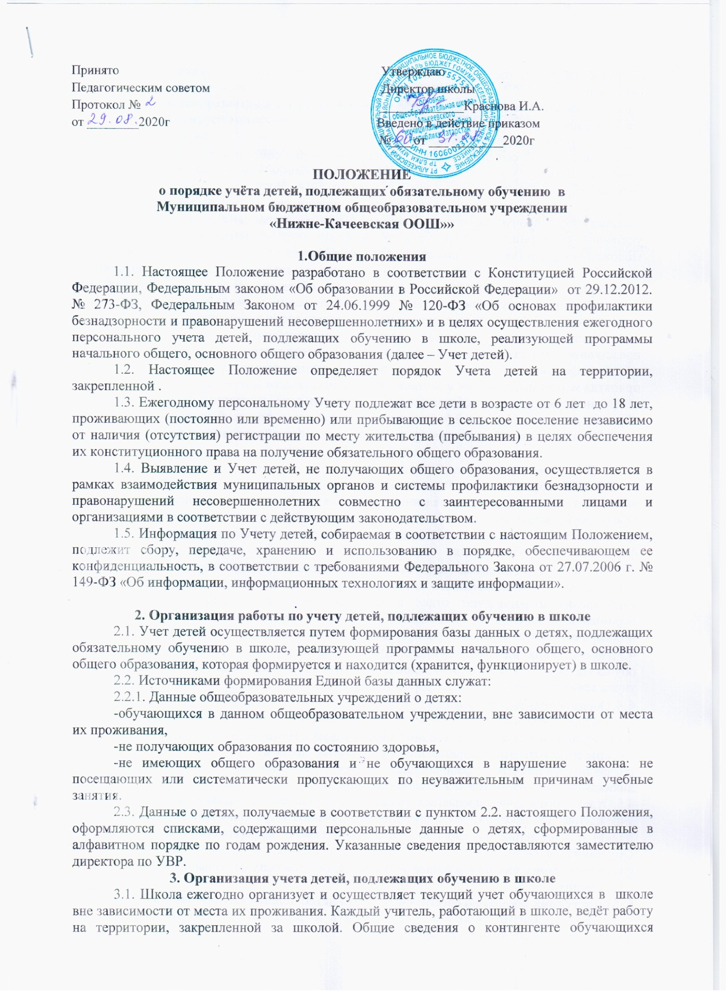 Принято
Педагогическим советом
Протокол № 2
от 29.08.2020г
Утверждаю
Директор школы
Краснова И.А.
Введено в действие приказом
№ 60 от 31.08. 2020г
«Нижне-Качеевская
основная
общеобразовательная школа»
Алькеевского
муниципального района
Республики Татарстан
ПОЛОЖЕНИЕ
о порядке учёта детей, подлежащих обязательному обучению в
Муниципальном бюджетном общеобразовательном учреждении
«Нижне-Качеевская ООШ»»
1.Общие положения
1.1. Настоящее Положение разработано в соответствии с Конституцией Российской
Федерации, Федеральным законом «Об образовании в Российской Федерации» от 29.12.2012.
№ 273-ФЗ, Федеральным Законом от 24.06.1999 № 120-ФЗ «Об основах профилактики
безнадзорности и правонарушений несовершеннолетних» и в целях осуществления ежегодного
персонального учета детей, подлежащих обучению в школе, реализующей программы
начального общего, основного общего образования (далее – Учет детей).
1.2. Настоящее Положение определяет порядок Учета детей на территории,
закрепленной .
1.3. Ежегодному персональному Учету подлежат все дети в возрасте от 6 лет до 18 лет,
проживающих (постоянно или временно) или прибывающие в сельское поселение независимо
от наличия (отсутствия) регистрации по месту жительства (пребывания) в целях обеспечения
их конституционного права на получение обязательного общего образования.
1.4. Выявление и Учет детей, не получающих общего образования, осуществляется в
рамках взаимодействия муниципальных органов и системы профилактики безнадзорности и
правонарушений несовершеннолетних совместно с заинтересованными лицами и
организациями в соответствии с действующим законодательством.
1.5. Информация по Учету детей, собираемая в соответствии с настоящим Положением,
подлежит сбору, передаче, хранению и использованию в порядке, обеспечивающем ее
конфиденциальность, в соответствии с требованиями Федерального Закона от 27.07.2006 г. №
149-ФЗ «Об информации, информационных технологиях и защите информации».
2. Организация работы по учету детей, подлежащих обучению в школе
2.1. Учет детей осуществляется путем формирования базы данных о детях, подлежащих
обязательному обучению в школе, реализующей программы начального общего, основного
общего образования, которая формируется и находится (хранится, функционирует) в школе.
2.2. Источниками формирования Единой базы данных служат:
2.2.1. Данные общеобразовательных учреждений о детях:
-обучающихся в данном общеобразовательном учреждении, вне зависимости от места
их проживания,
-не получающих образования по состоянию здоровья,
-не имеющих общего образования и не обучающихся в нарушение закона: не
посещающих или систематически пропускающих по неуважительным причинам учебные
занятия.
2.3. Данные о детях, получаемые в соответствии с пунктом 2.2. настоящего Положения,
оформляются списками, содержащими персональные данные о детях, сформированные в
алфавитном порядке по годам рождения. Указанные сведения предоставляются заместителю
директора по УВР.
3. Организация учета детей, подлежащих обучению в школе
3.1. Школа ежегодно организует и осуществляет текущий учет обучающихся в школе
вне зависимости от места их проживания. Каждый учитель, работающий в школе, ведёт работу
на территории, закрепленной за школой. Общие сведения о контингенте обучающихся